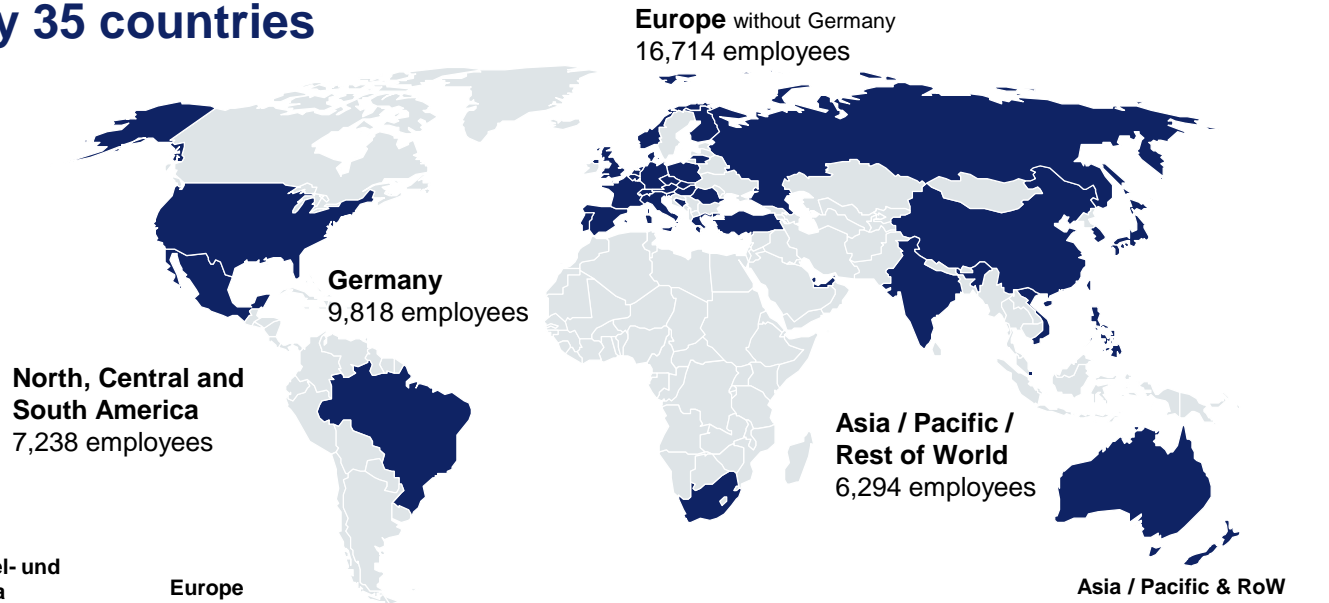 y 35 countries
Europe without Germany
16,714 employees
Germany
9,818 employees
North, Central and
South America
7,238 employees
Asia / Pacific /
Rest of World
6,294 employees
el- und
a
Europe
Asia / Pacific & RoW